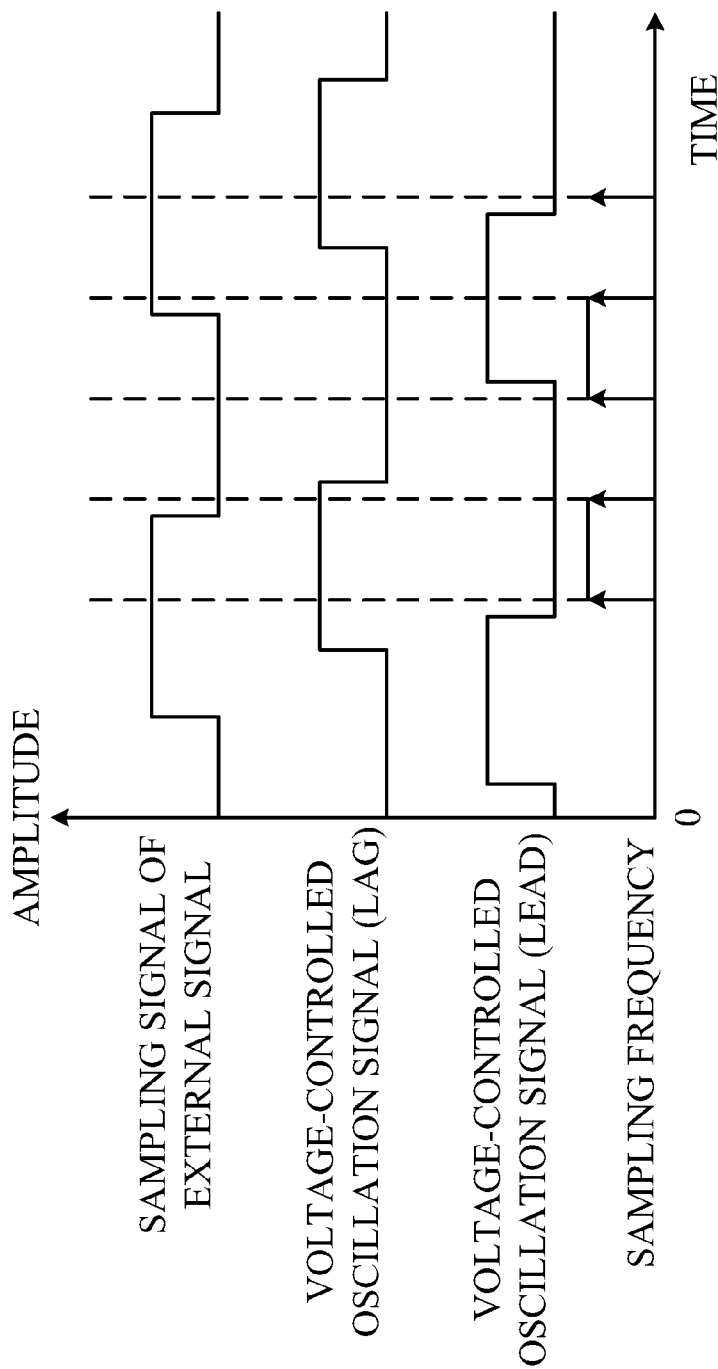 AMPLITUDE
SAMPLING SIGNAL OF
EXTERNAL SIGNAL
VOLTAGE-CONTROLLED
OSCILLATION SIGNAL (LAG)
VOLTAGE-CONTROLLED
OSCILLATION SIGNAL (LEAD)
SAMPLING FREQUENCY
0
TIME